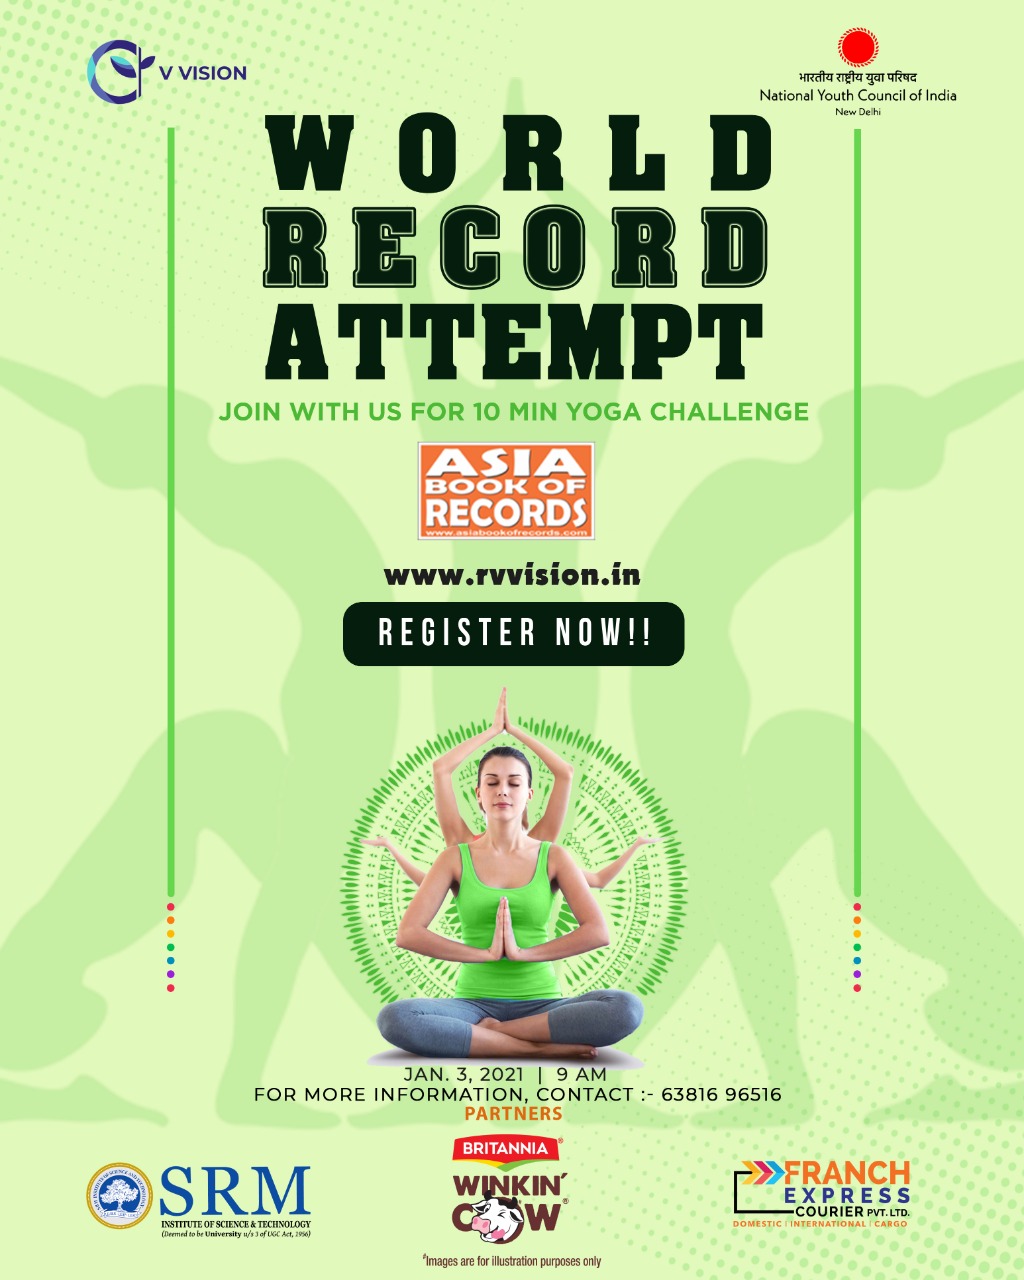 V VISION
भारतीय राष्ट्रीय युवा परिषद
National Youth Council of India
New Delhi
WORLD
RECORD
ATTEMPT
JOIN WITH US FOR 10 MIN YOGA CHALLENGE
ASIA
BOOK OF
RECORDS
www.asiabookofrecords.com
www.rvvision.in
REGISTER NOW!!
JAN. 3, 2021 | 9 AM
FOR MORE INFORMATION, CONTACT :- 63816 96516
PARTNERS
BRITANNIA
WINKIN'
COW
SRM
INSTITUTE OF SCIENCE & TECHNOLOGY
(Deemed to be University u/s 3 of UGC Act, 1956)
FRANCH
EXPRESS
COURIER PVT. LTD.
DOMESTIC | INTERNATIONAL | CARGO
#Images are for illustration purposes only